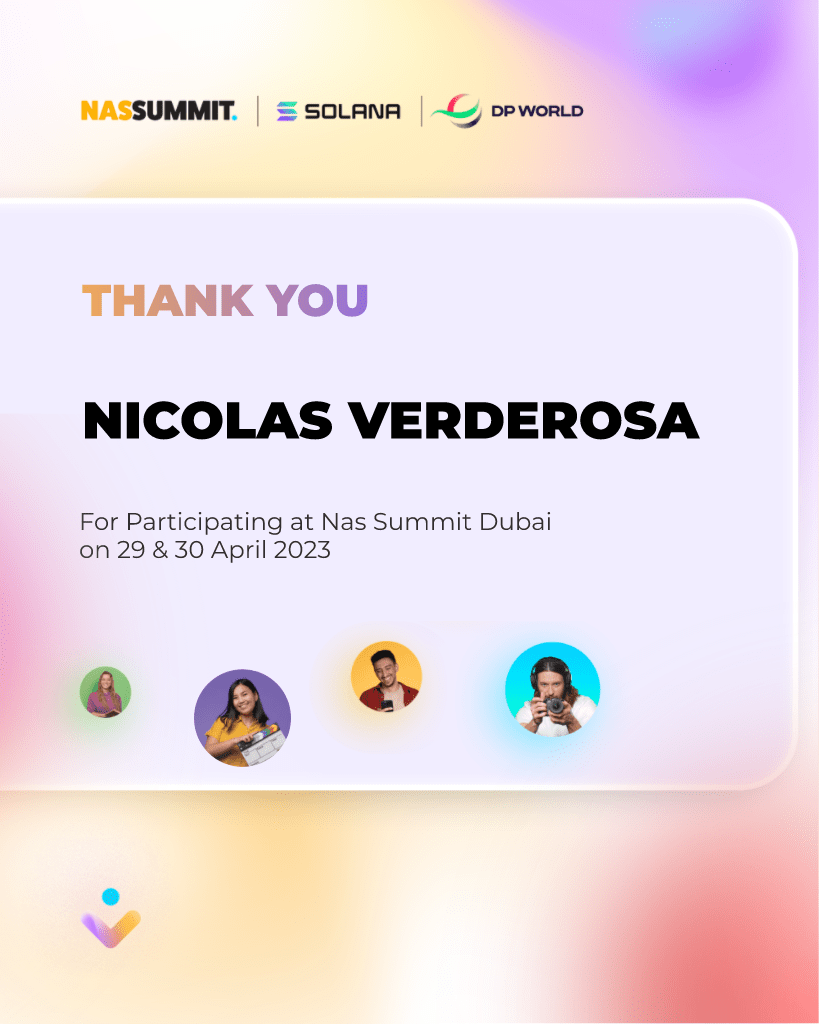 NASSUMMIT. | SOLANA | DP WORLD
THANK YOU
NICOLAS VERDEROSA
For Participating at Nas Summit Dubai
on 29 & 30 April 2023